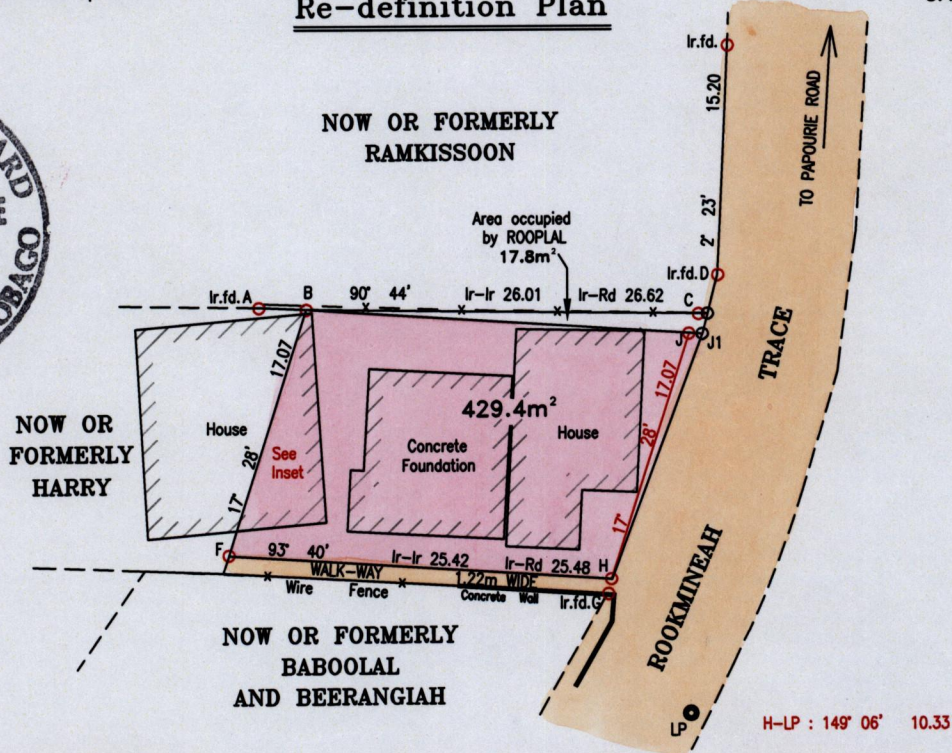 Re-definition Plan
Ir.fd.
15.20
TO PAPOURIE ROAD
NOW OR FORMERLY
RAMKISSOON
23'
2°
Area occupied
by ROOPLAL
17.8m²
Ir.fd. D
Ir.fd. A
B
90° 44'
Ir-Ir 26.01
Ir-Rd 26.62
C
J
J1
17.07
28'
17°
TRACE
429.4m²
House
See
Inset
Concrete
Foundation
House
17.07
28'
17°
NOW OR
FORMERLY
HARRY
F
93° 40'
Ir-Ir 25.42
Ir-Rd 25.48
H
WALK-WAY
1.22m WIDE
Wire Fence
Concrete Wall
Ir.fd.G
ROOKMINEAH
NOW OR FORMERLY
BABOOLAL
AND BEERANGIAH
LP
H-LP : 149° 06' 10.33
OBAGO